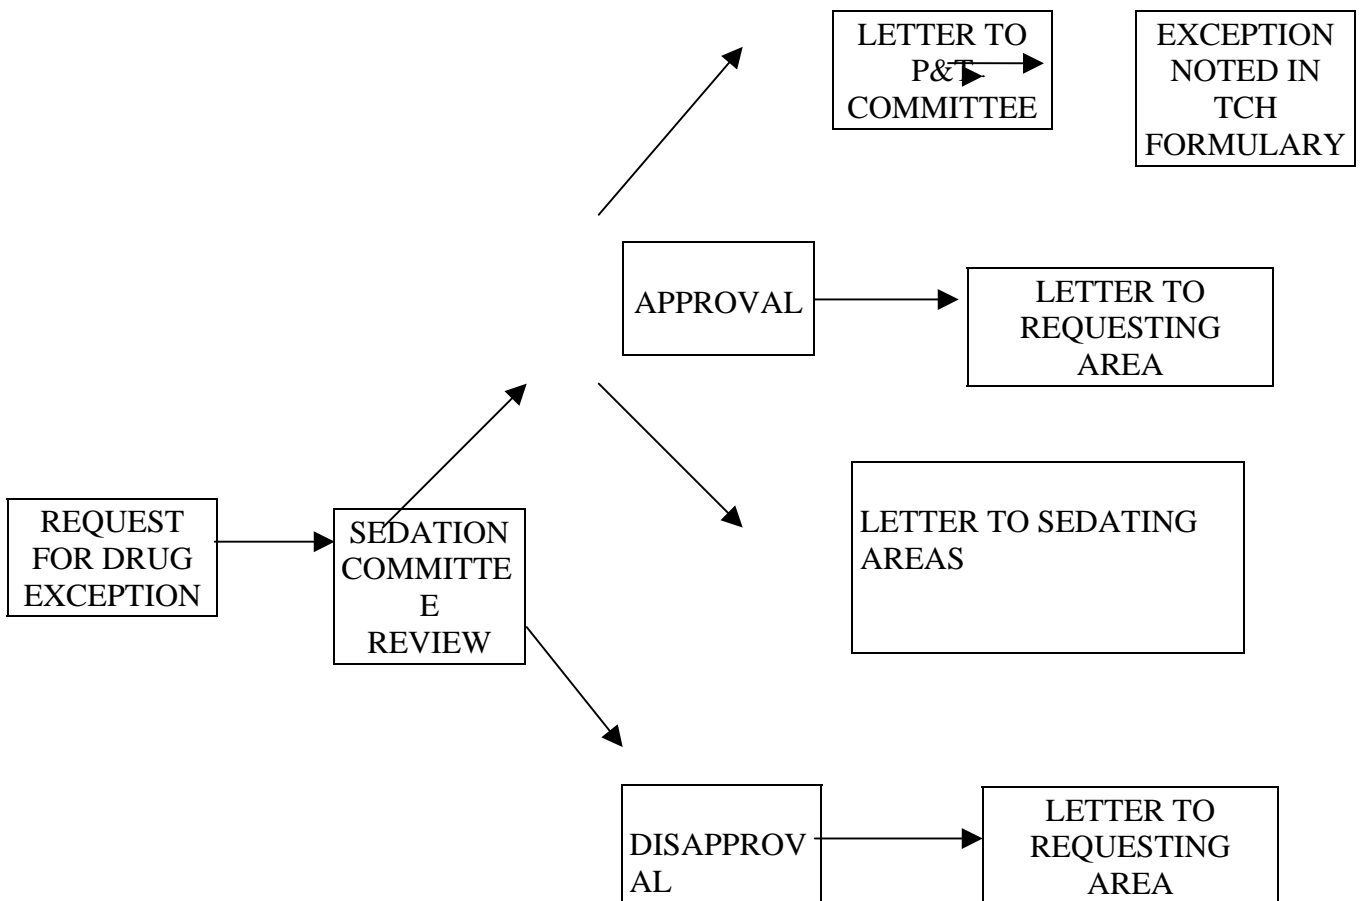 LETTER TO
P&T
COMMITTEE
EXCEPTION
NOTED IN
TCH
FORMULARY
APPROVAL
LETTER TO
REQUESTING
AREA
REQUEST
FOR DRUG
EXCEPTION
SEDATION
COMMITTE
E
REVIEW
LETTER TO SEDATING
AREAS
DISAPPROV
AL
LETTER TO
REQUESTING
AREA